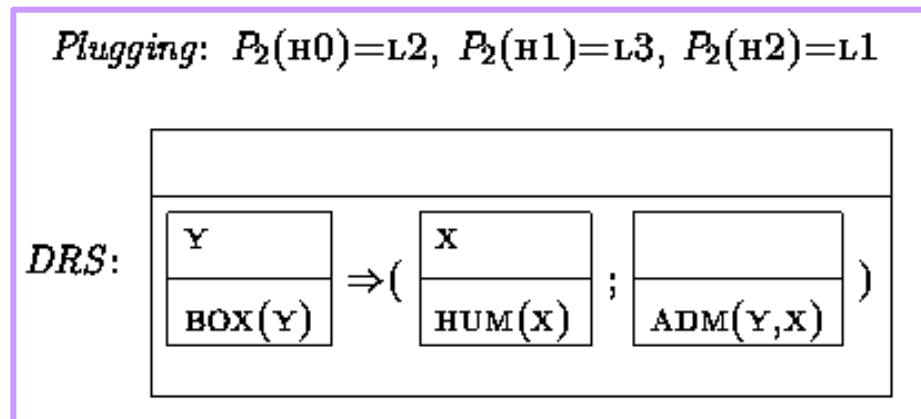 Plugging: P₂(H0)=L2, P₂(H1)=L3, P₂(H2)=L1
Y X
DRS: ⇒( ; )
BOX(Y) HUM(X) ADM(Y,X)